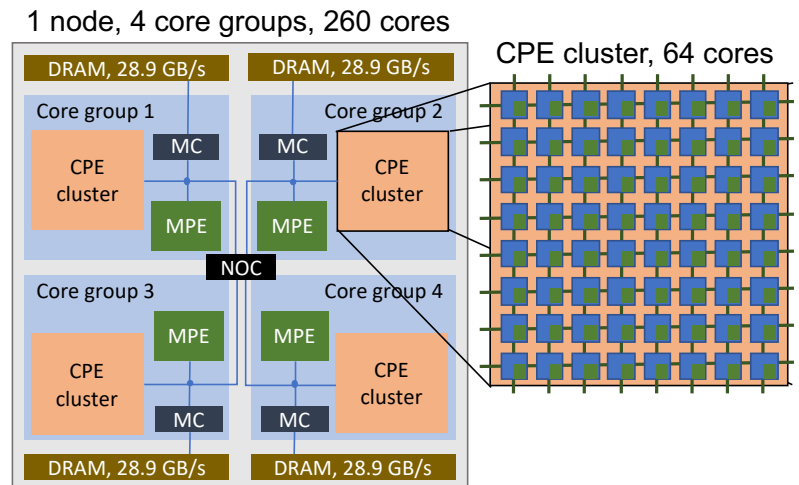 1 node, 4 core groups, 260 cores
CPE cluster, 64 cores
DRAM, 28.9 GB/s
DRAM, 28.9 GB/s
Core group 1
Core group 2
MC
MC
CPE
cluster
CPE
cluster
MPE
MPE
NOC
Core group 3
Core group 4
MPE
MPE
CPE
cluster
CPE
cluster
MC
MC
DRAM, 28.9 GB/s
DRAM, 28.9 GB/s